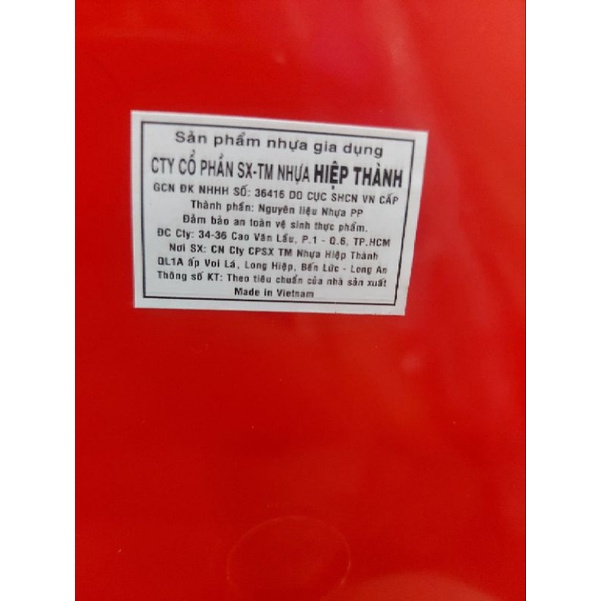 Sản phẩm nhựa gia dụng
CTY CỔ PHẦN SX-TM NHỰA HIỆP THÀNH
GCN ĐK NHHH SỐ: 36416 DO CỤC SHCN VN CẤP
Thành phần: Nguyên liệu Nhựa PP
Đảm bảo an toàn vệ sinh thực phẩm.
ĐC Cty: 34-36 Cao Văn Lầu, P.1 - Q.6, TP.HCM
Nơi SX: CN Cty CPSX TM Nhựa Hiệp Thành
QL1A ấp Voi Lá, Long Hiệp, Bến Lức - Long An
Thông số KT: Theo tiêu chuẩn của nhà sản xuất
Made in Vietnam